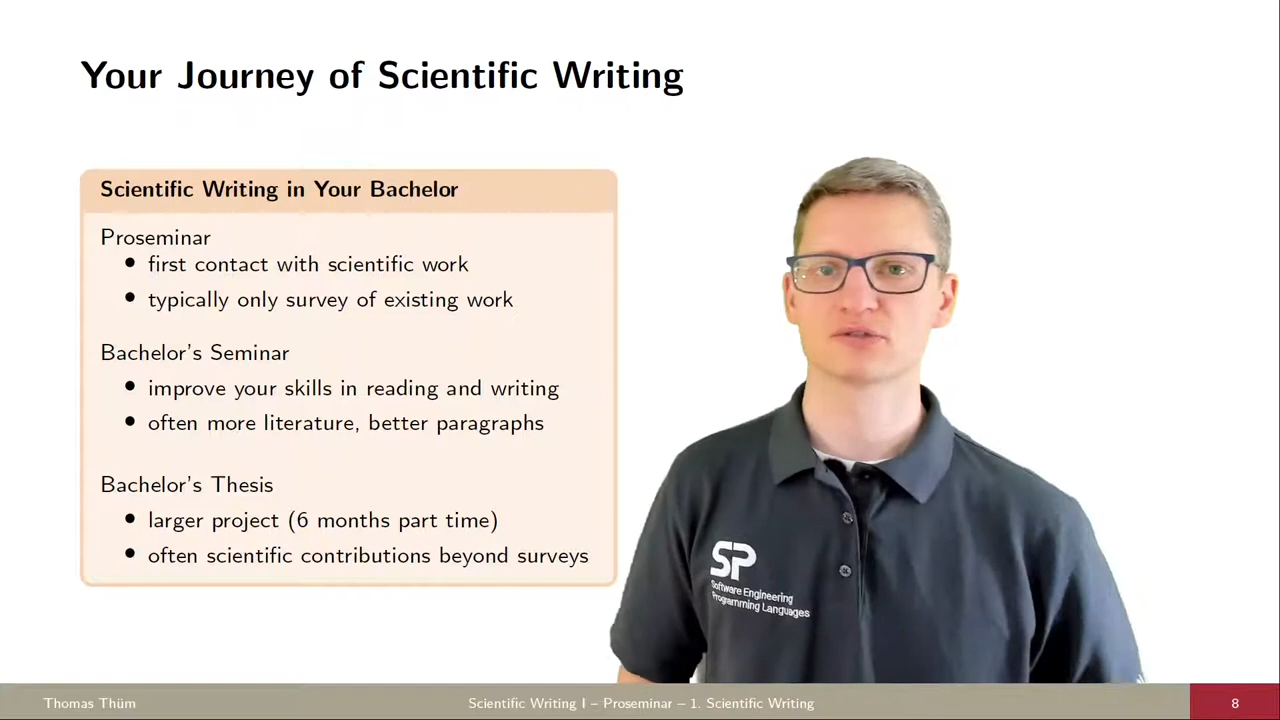 Your Journey of Scientific Writing
Scientific Writing in Your Bachelor
Proseminar
• first contact with scientific work
• typically only survey of existing work
Bachelor's Seminar
• improve your skills in reading and writing
• often more literature, better paragraphs
Bachelor's Thesis
• larger project (6 months part time)
• often scientific contributions beyond surveys
SP
Software Engineering
Programming Languages
Thomas Thüm
Scientific Writing I – Proseminar – 1. Scientific Writing
8